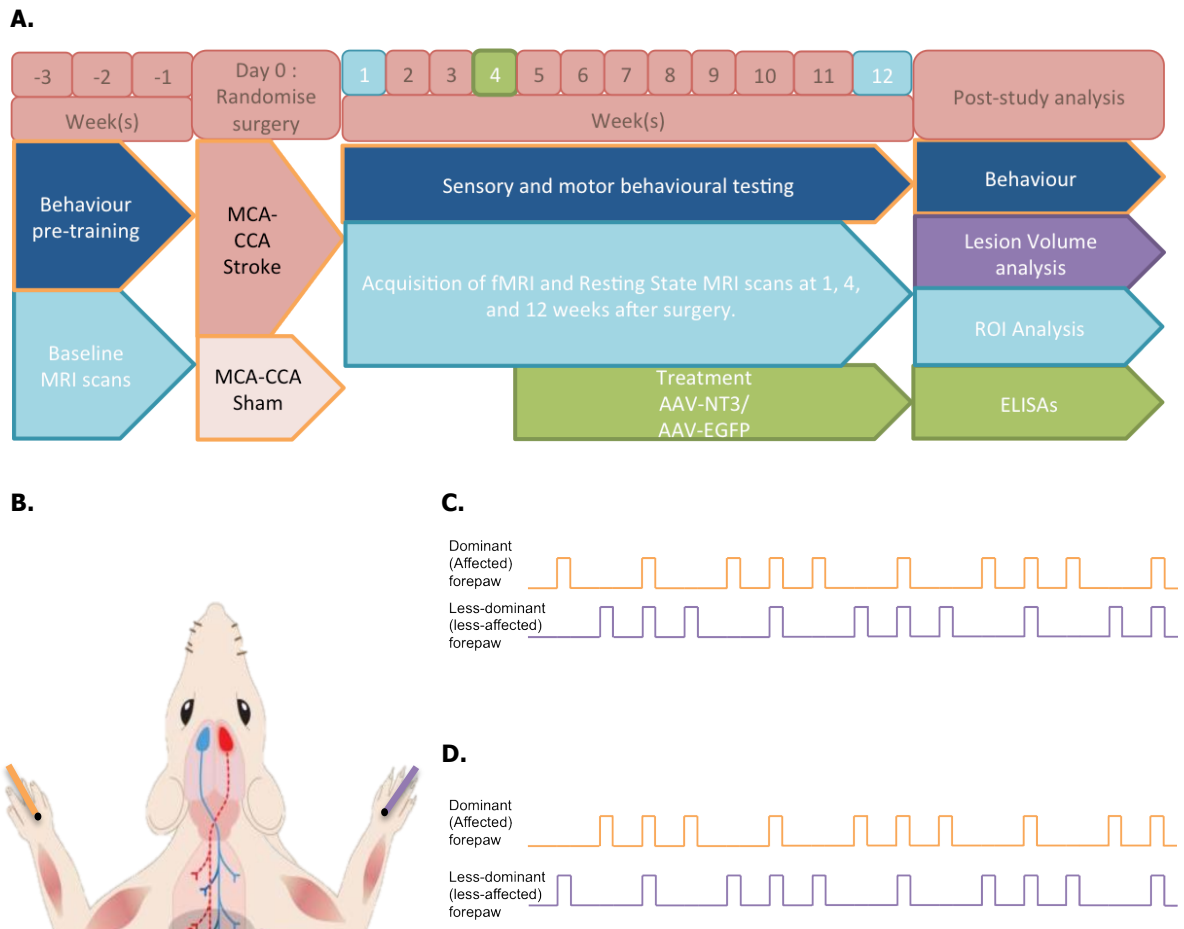 A.
-3 -2 -1
Week(s)
Day 0 :
Randomise
surgery
1 2 3 4 5 6 7 8 9 10 11 12
Week(s)
Post-study analysis
Behaviour
pre-training
Baseline
MRI scans
MCA-
CCA
Stroke
MCA-CCA
Sham
Sensory and motor behavioural testing
Acquisition of fMRI and Resting State MRI scans at 1, 4,
and 12 weeks after surgery.
Treatment
AAV-NT3/
AAV-EGFP
Behaviour
Lesion Volume
analysis
ROI Analysis
ELISAs
B.
C.
Dominant
(Affected)
forepaw
Less-dominant
(less-affected)
forepaw
D.
Dominant
(Affected)
forepaw
Less-dominant
(less-affected)
forepaw